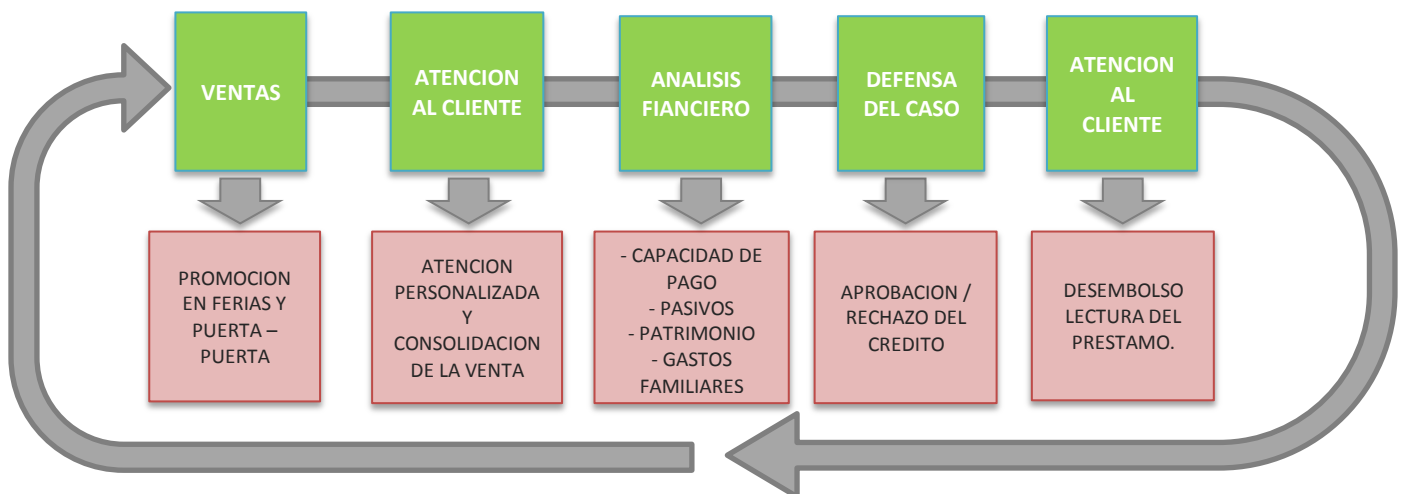 VENTAS
ATENCION
AL CLIENTE
ANALISIS
FIANCIERO
DEFENSA
DEL CASO
ATENCION
AL
CLIENTE
PROMOCION
EN FERIAS Y
PUERTA –
PUERTA
ATENCION
PERSONALIZADA
Y
CONSOLIDACION
DE LA VENTA
- CAPACIDAD DE
PAGO
- PASIVOS
- PATRIMONIO
- GASTOS
FAMILIARES
APROBACION /
RECHAZO DEL
CREDITO
DESEMBOLSO
LECTURA DEL
PRESTAMO.